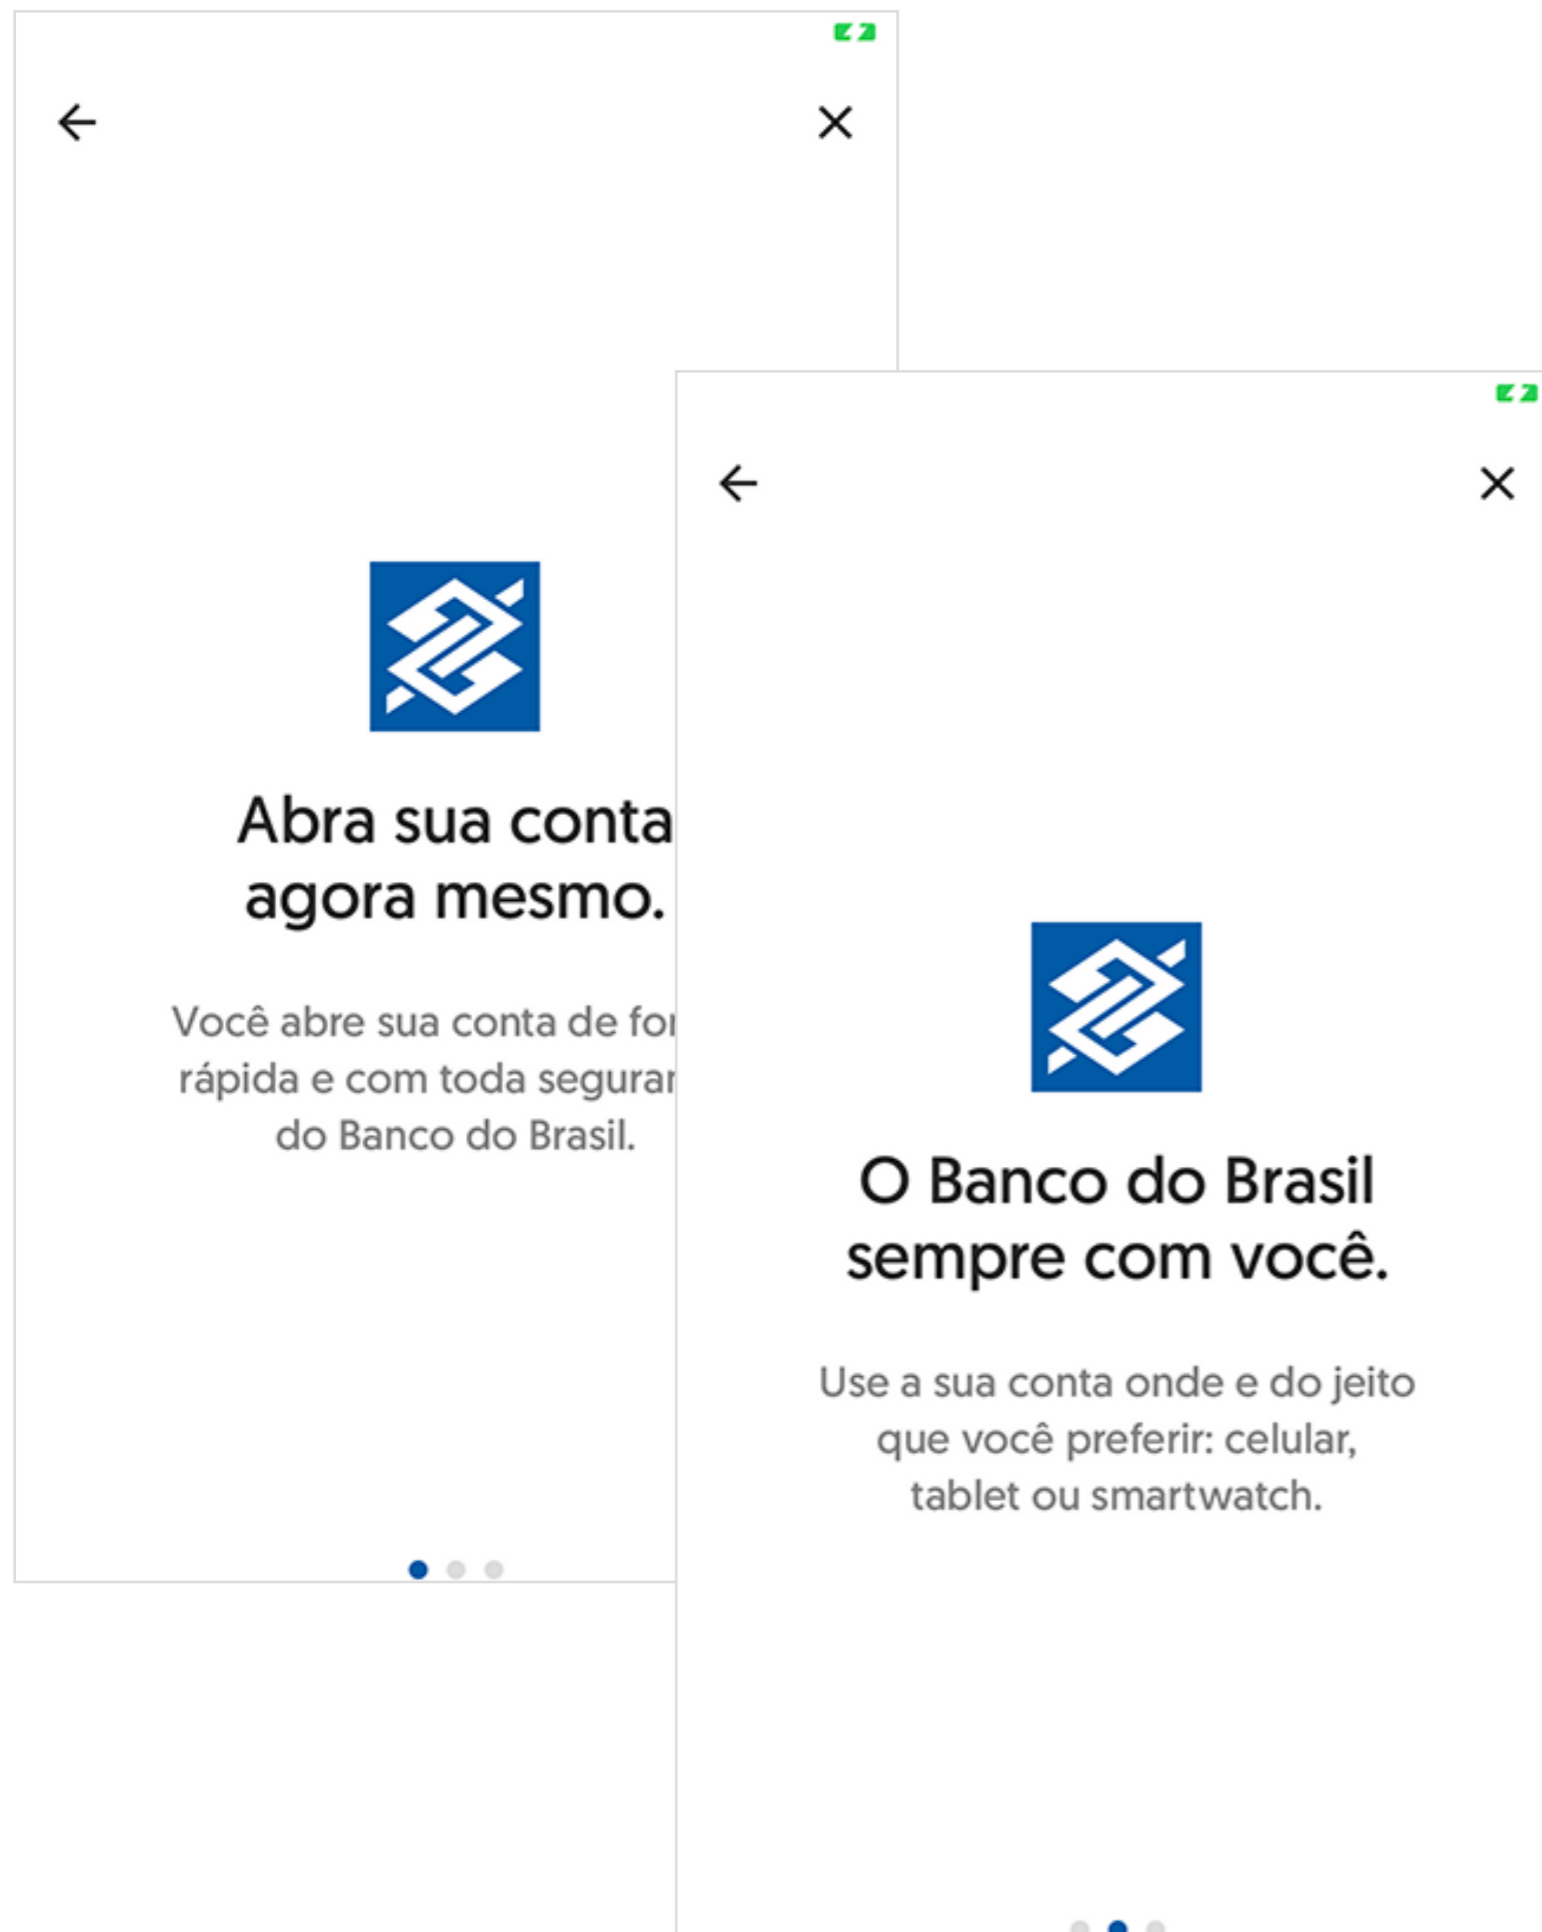 Abra sua conta
agora mesmo.
Você abre sua conta de
rápida e com toda
do Banco do Brasil.
O Banco do Brasil
sempre com você.
Use a sua conta onde e do jeito
que você preferir: celular,
tablet ou smartwatch.